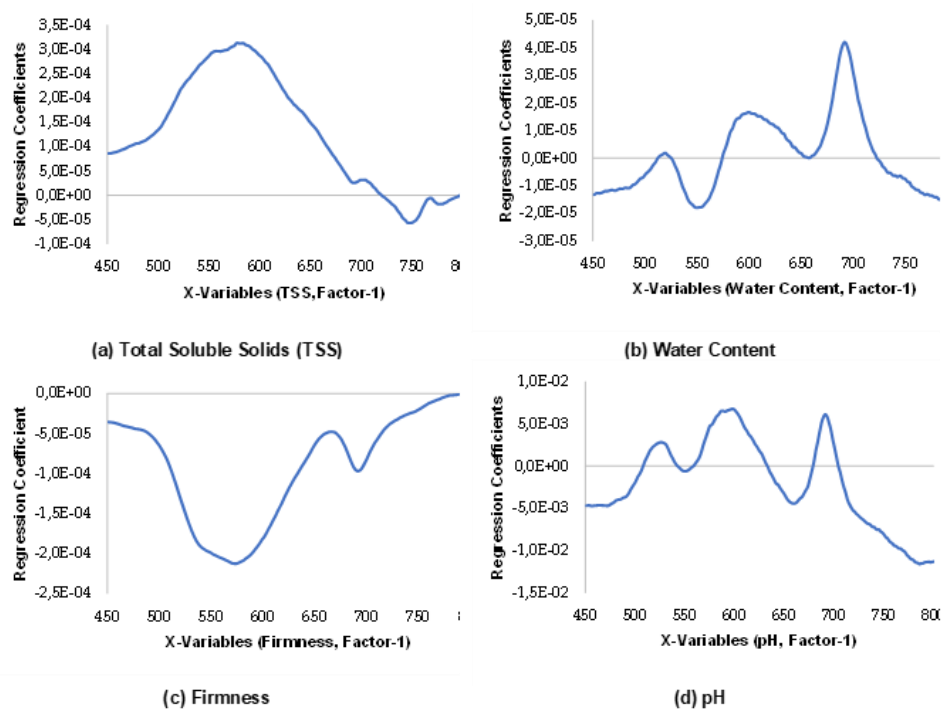 3,5E-04
3,0E-04
2,5E-04
2,0E-04
1,5E-04
1,0E-04
5,0E-05
0,0E+00
-5,0E-05
-1,0E-04
Regression Coefficients
450 500 550 600 650 700 750
X-Variables (TSS,Factor-1)
(a) Total Soluble Solids (TSS)
5,0E-05
4,0E-05
3,0E-05
2,0E-05
1,0E-05
0,0E+00
-1,0E-05
-2,0E-05
-3,0E-05
Regression Coefficients
450 500 550 600 650 700 750
X-Variables (Water Content, Factor-1)
(b) Water Content
0,0E+00
-5,0E-05
-1,0E-04
-1,5E-04
-2,0E-04
-2,5E-04
Regression Coefficient
450 500 550 600 650 700 750
X-Variables (Firmness, Factor-1)
(c) Firmness
1,0E-02
5,0E-03
0,0E+00
-5,0E-03
-1,0E-02
-1,5E-02
Regression Coefficients
450 500 550 600 650 700 750 800
X-Variables (pH, Factor-1)
(d) pH